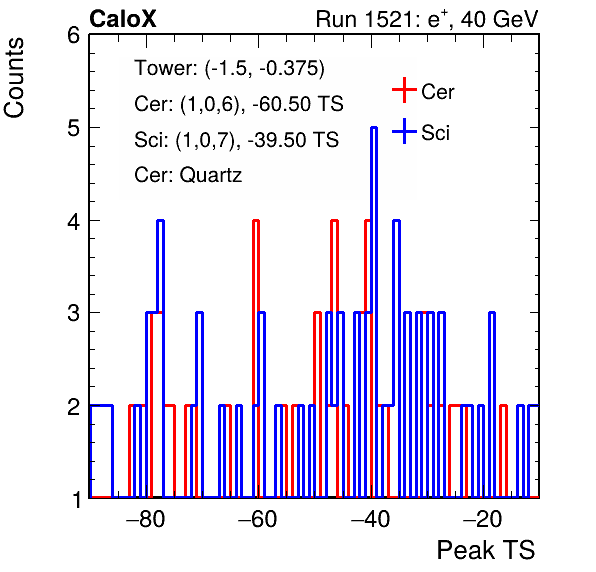 CaloX Run 1521: e⁺, 40 GeV
Counts
6
Tower: (-1.5, -0.375)
Cer: (1,0,6), -60.50 TS
Sci: (1,0,7), -39.50 TS
Cer: Quartz
Cer
Sci
5
4
3
2
1
−80 −60 −40 −20
Peak TS